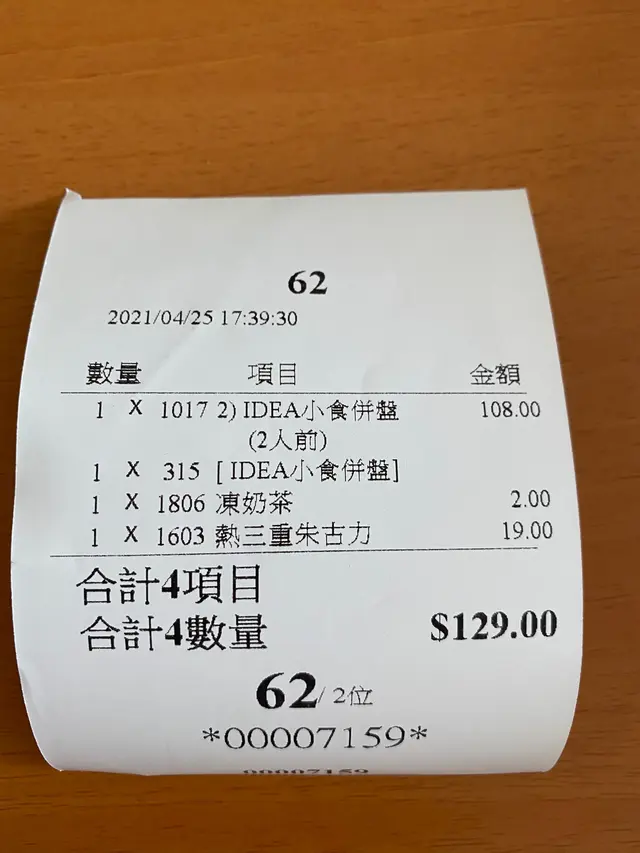 62
2021/04/25 17:39:30
數量 項目 金額
1 X 1017 2) IDEA小食併盤 108.00
(2人前)
1 X 315 [ IDEA小食併盤]
1 X 1806 凍奶茶 2.00
1 X 1603 熱三重朱古力 19.00
合計4項目
合計4數量 $129.00
62/ 2位
*00007159*
00007159